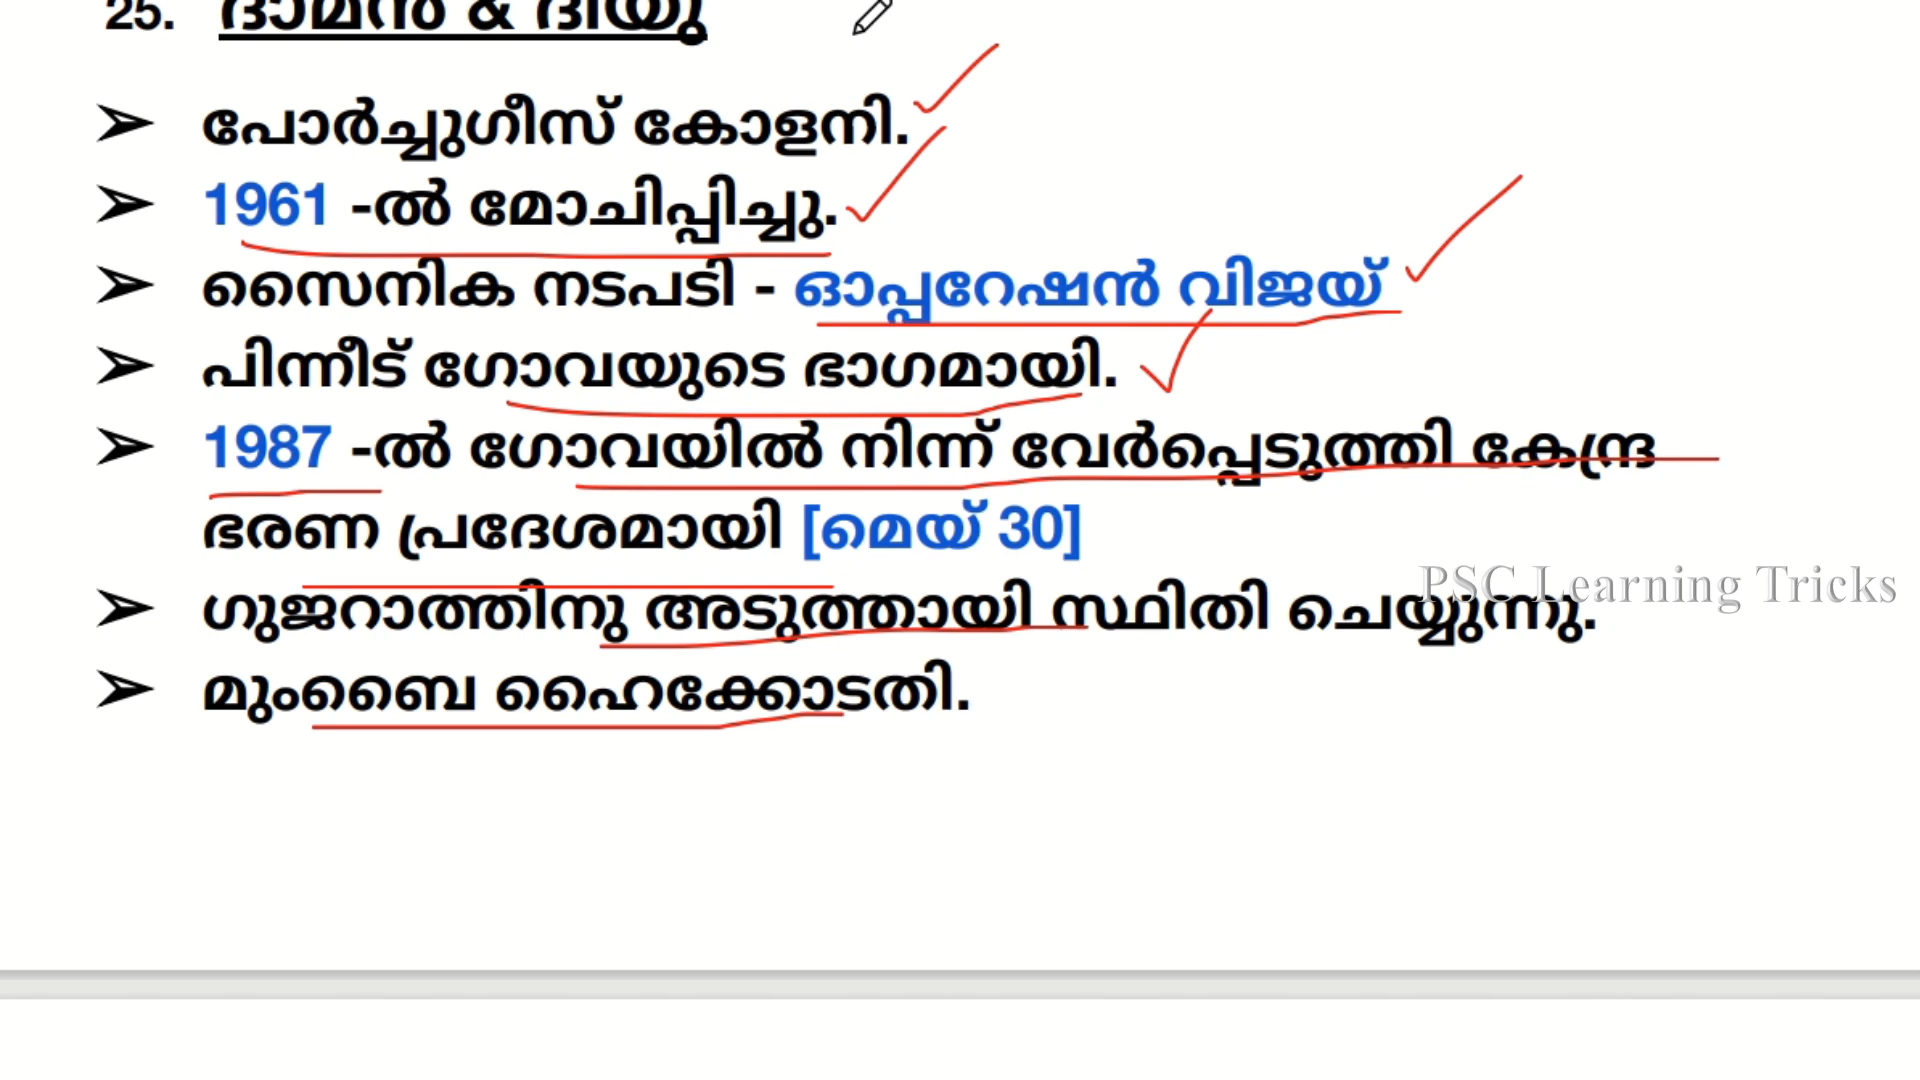 25. ദാമൻ & ദിയു
➢ പോർച്ചുഗീസ് കോളനി.
➢ 1961 -ൽ മോചിപ്പിച്ചു.
➢ സൈനിക നടപടി - ഓപ്പറേഷൻ വിജയ്
➢ പിന്നീട് ഗോവയുടെ ഭാഗമായി.
➢ 1987 -ൽ ഗോവയിൽ നിന്ന് വേർപ്പെടുത്തി കേന്ദ്ര
ഭരണ പ്രദേശമായി [മെയ് 30]
PSC Learning Tricks
➢ ഗുജറാത്തിനു അടുത്തായി സ്ഥിതി ചെയ്യുന്നു.
➢ മുംബൈ ഹൈക്കോടതി.